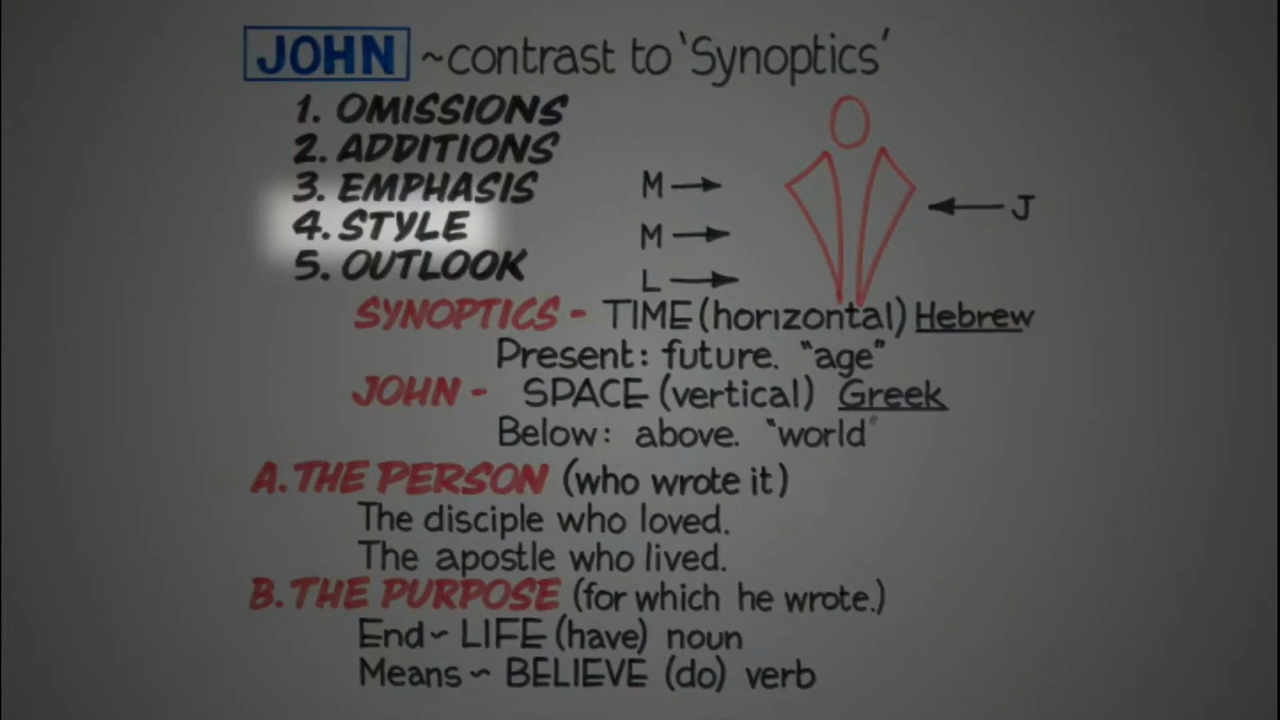 JOHN ~contrast to 'Synoptics'
1. OMISSIONS
2. ADDITIONS
3. EMPHASIS
4. STYLE
5. OUTLOOK
M
M
L
J
SYNOPTICS - TIME (horizontal) Hebrew
Present: future. "age"
JOHN - SPACE (vertical) Greek
Below: above. "world"
A. THE PERSON (who wrote it)
The disciple who loved.
The apostle who lived.
B. THE PURPOSE (for which he wrote.)
End ~ LIFE (have) noun
Means ~ BELIEVE (do) verb